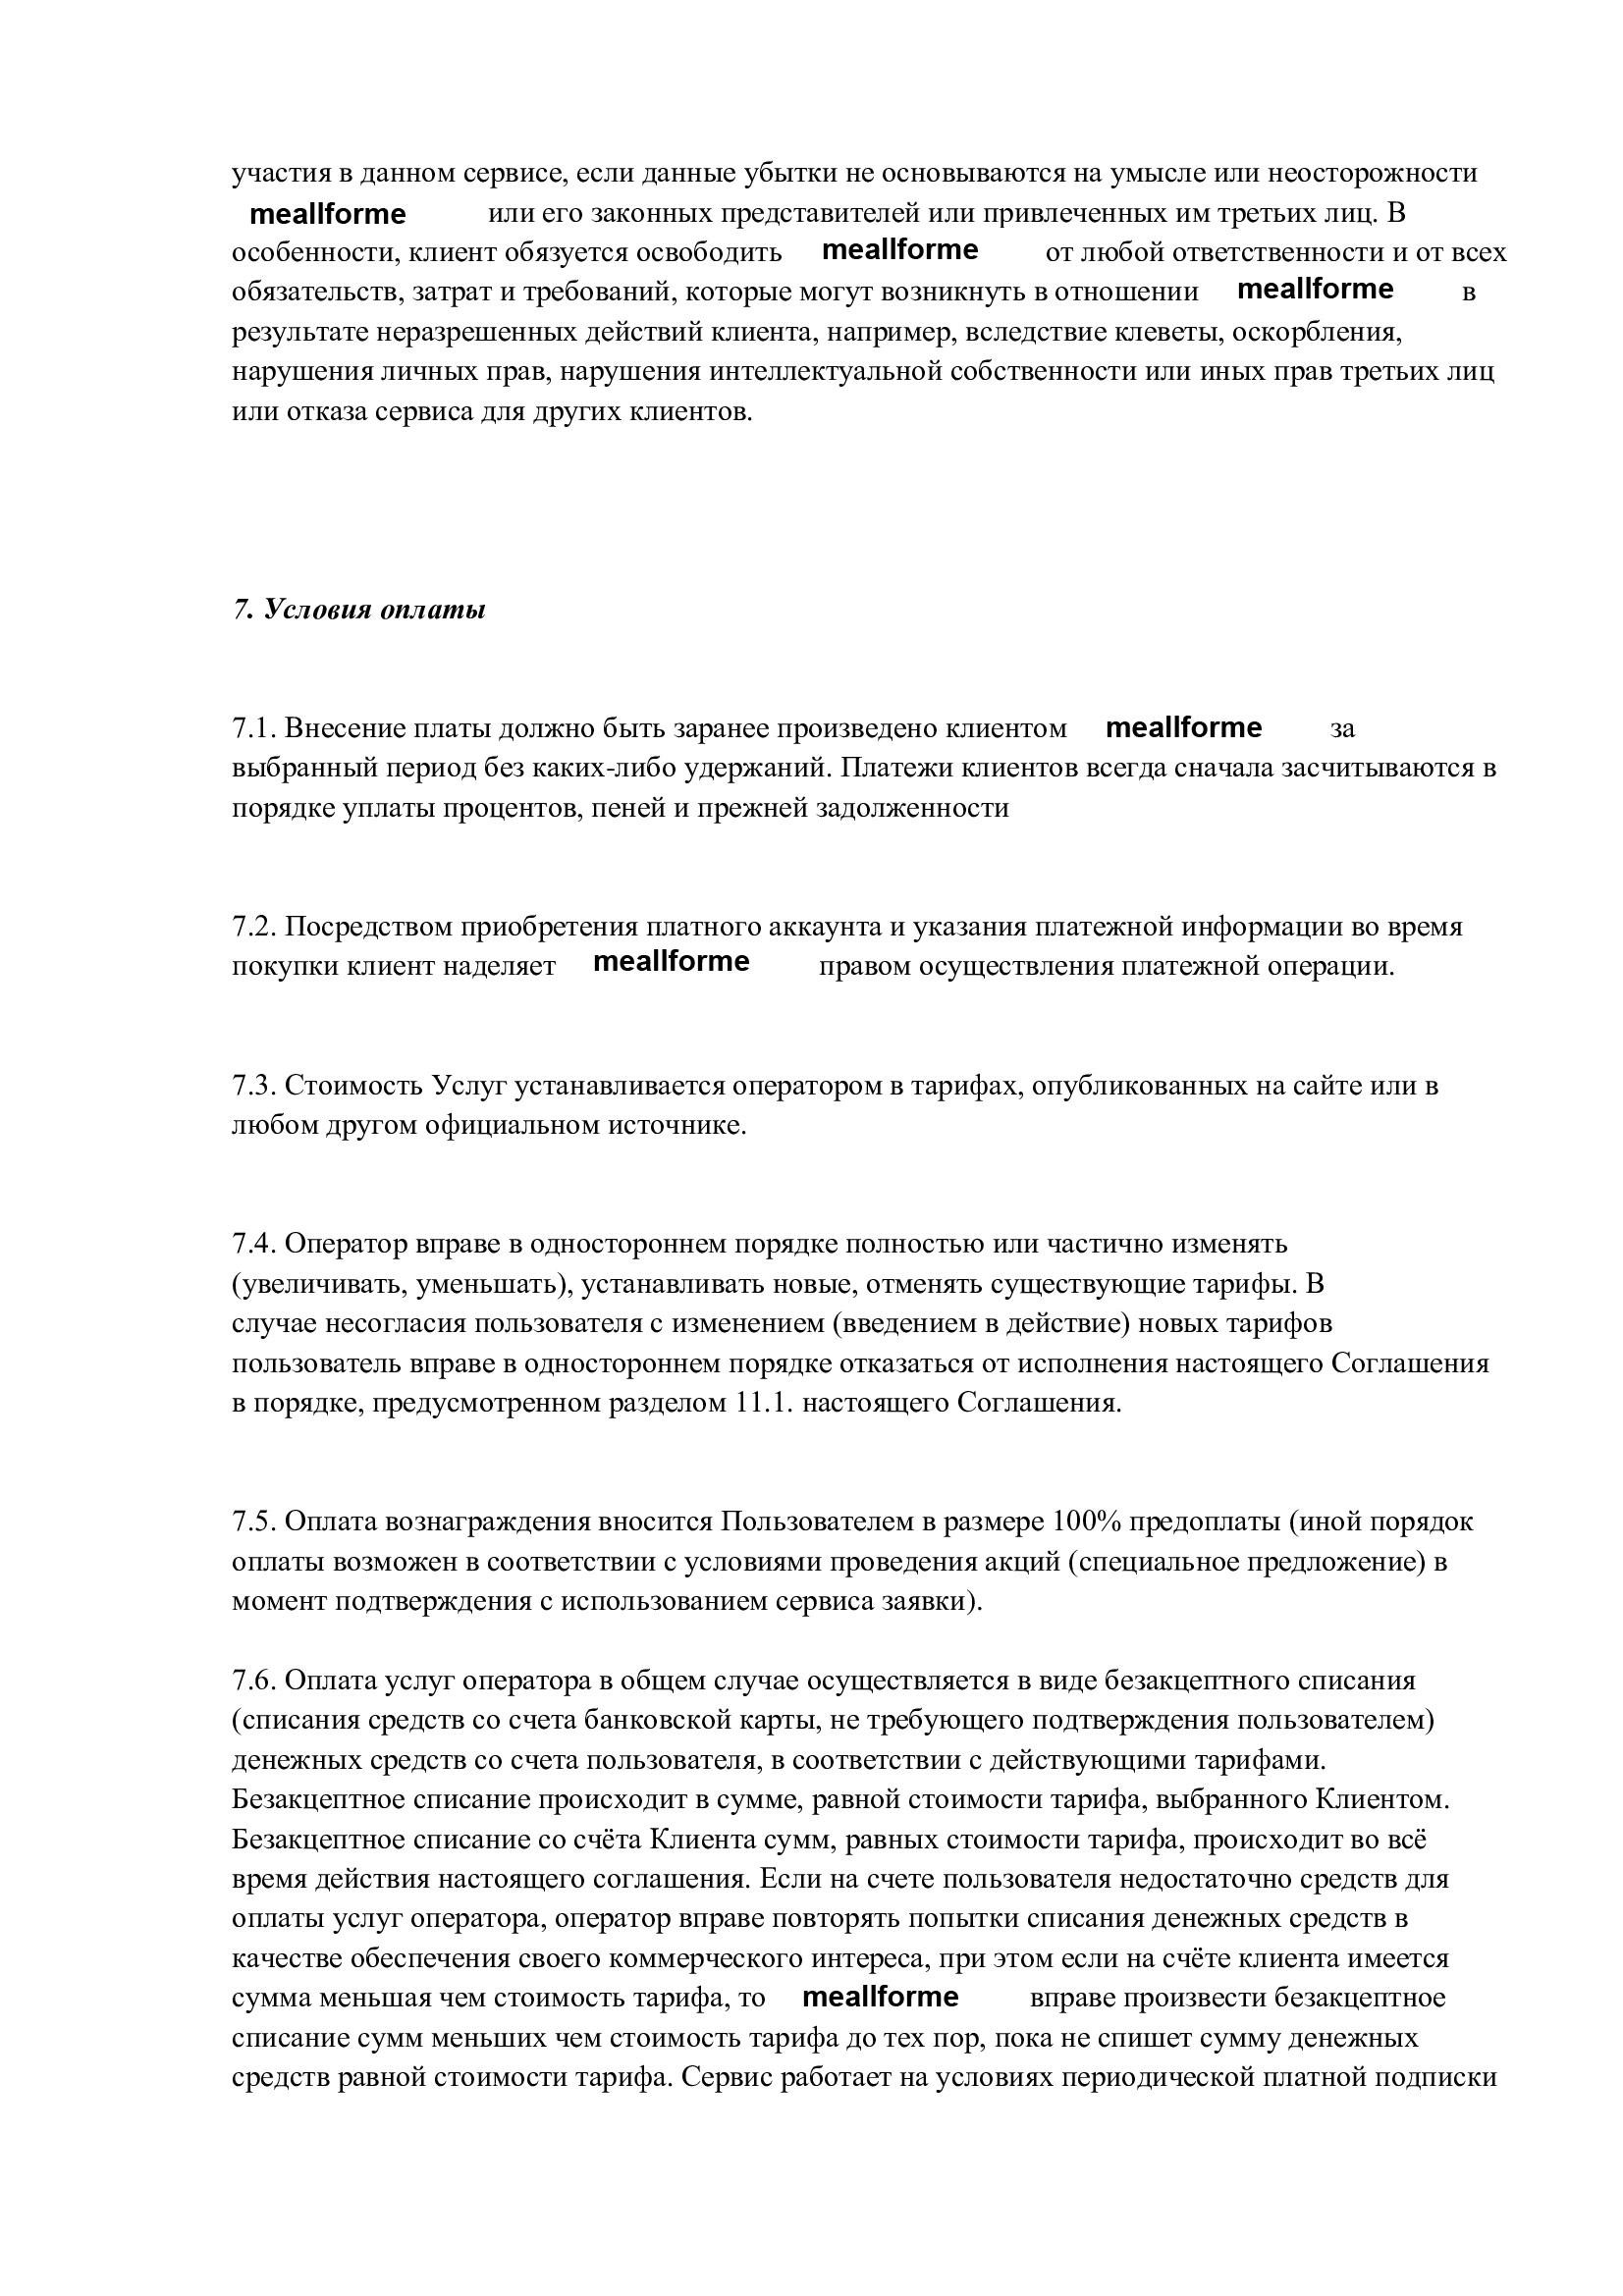 участия в данном сервисе, если данные убытки не основываются на умысле или неосторожности
meallforme или его законных представителей или привлеченных им третьих лиц. В
особенности, клиент обязуется освободить meallforme от любой ответственности и от всех
обязательств, затрат и требований, которые могут возникнуть в отношении meallforme в
результате неразрешенных действий клиента, например, вследствие клеветы, оскорбления,
нарушения личных прав, нарушения интеллектуальной собственности или иных прав третьих лиц
или отказа сервиса для других клиентов.
7. Условия оплаты
7.1. Внесение платы должно быть заранее произведено клиентом meallforme за
выбранный период без каких-либо удержаний. Платежи клиентов всегда сначала засчитываются в
порядке уплаты процентов, пеней и прежней задолженности
7.2. Посредством приобретения платного аккаунта и указания платежной информации во время
покупки клиент наделяет meallforme правом осуществления платежной операции.
7.3. Стоимость Услуг устанавливается оператором в тарифах, опубликованных на сайте или в
любом другом официальном источнике.
7.4. Оператор вправе в одностороннем порядке полностью или частично изменять
(увеличивать, уменьшать), устанавливать новые, отменять существующие тарифы. В
случае несогласия пользователя с изменением (введением в действие) новых тарифов
пользователь вправе в одностороннем порядке отказаться от исполнения настоящего Соглашения
в порядке, предусмотренном разделом 11.1. настоящего Соглашения.
7.5. Оплата вознаграждения вносится Пользователем в размере 100% предоплаты (иной порядок
оплаты возможен в соответствии с условиями проведения акций (специальное предложение) в
момент подтверждения с использованием сервиса заявки).
7.6. Оплата услуг оператора в общем случае осуществляется в виде безакцептного списания
(списания средств со счета банковской карты, не требующего подтверждения пользователем)
денежных средств со счета пользователя, в соответствии с действующими тарифами.
Безакцептное списание происходит в сумме, равной стоимости тарифа, выбранного Клиентом.
Безакцептное списание со счёта Клиента сумм, равных стоимости тарифа, происходит во всё
время действия настоящего соглашения. Если на счете пользователя недостаточно средств для
оплаты услуг оператора, оператор вправе повторять попытки списания денежных средств в
качестве обеспечения своего коммерческого интереса, при этом если на счёте клиента имеется
сумма меньшая чем стоимость тарифа, то meallforme вправе произвести безакцептное
списание сумм меньших чем стоимость тарифа до тех пор, пока не спишет сумму денежных
средств равной стоимости тарифа. Сервис работает на условиях периодической платной подписки